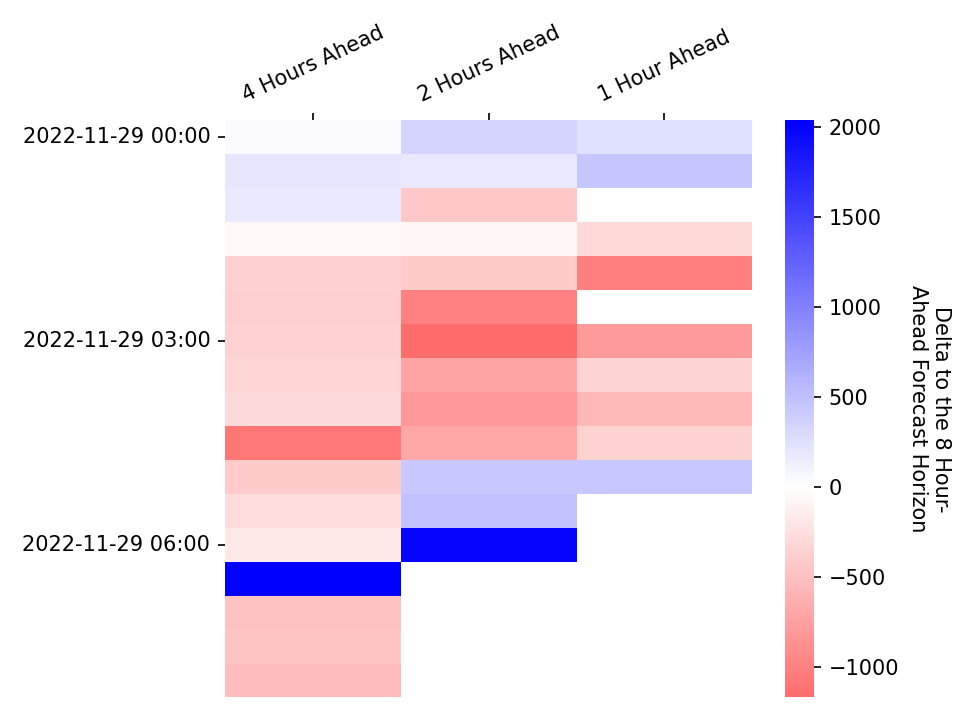 4 Hours Ahead
2 Hours Ahead
1 Hour Ahead
2022-11-29 00:00
2022-11-29 03:00
2022-11-29 06:00
2000
1500
1000
500
0
−500
−1000
Delta to the 8 Hour-
Ahead Forecast Horizon